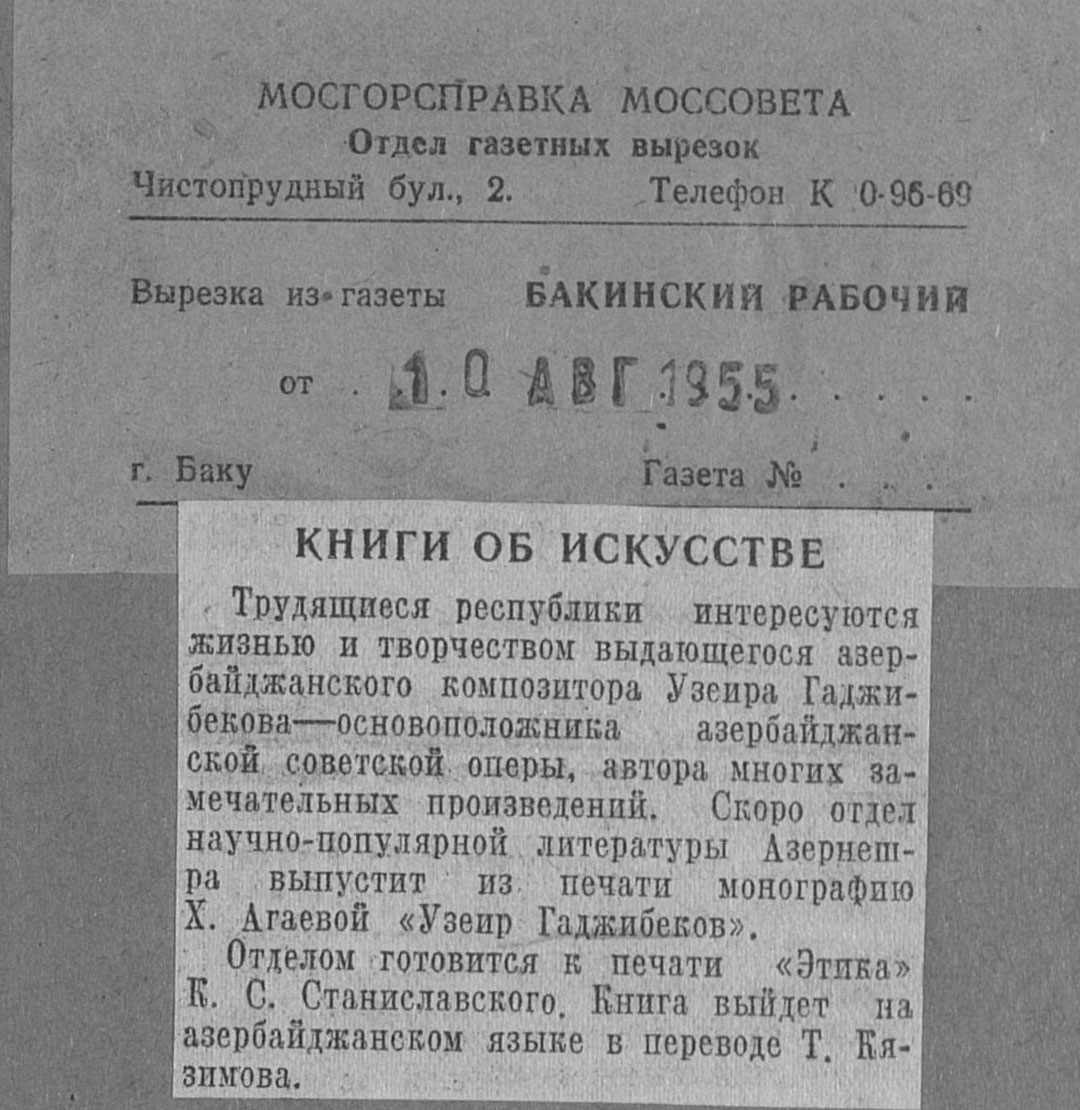 МОСГОРСПРАВКА МОССОВЕТА
Отдел газетных вырезок
Чистопрудный бул., 2. Телефон К 0-96-69
Вырезка из газеты БАКИНСКИЙ РАБОЧИЙ
от . . 1.0 АВГ.1955. . . . . .
г. Баку Газета № . . .
КНИГИ ОБ ИСКУССТВЕ
Трудящиеся республики интересуются
жизнью и творчеством выдающегося азер-
байджанского композитора Узеира Гаджи-
бекова—основоположника азербайджан-
ской советской оперы, автора многих за-
мечательных произведений. Скоро отдел
научно-популярной литературы Азернеш-
ра выпустит из печати монографию
Х. Агаевой «Узеир Гаджибеков».
Отделом готовится к печати «Этика»
К. С. Станиславского. Книга выйдет на
азербайджанском языке в переводе Т. Кя-
зимова.